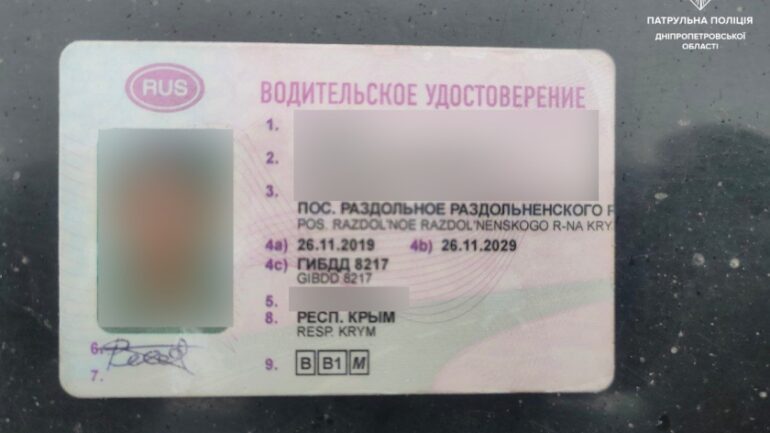 ПАТРУЛЬНА ПОЛІЦІЯ
ДНІПРОПЕТРОВСЬКОЇ
ОБЛАСТІ
RUS
ВОДИТЕЛЬСКОЕ УДОСТОВЕРЕНИЕ
1.
2.
3.
ПОС. РАЗДОЛЬНОЕ РАЗДОЛЬНЕНСКОГО Р
POS. RAZDOL'NOE RAZDOL'NENSKOGO R-NA KRY
4a) 26.11.2019 4b) 26.11.2029
4c) ГИБДД 8217
GIBDD 8217
5.
8. РЕСП. КРЫМ
RESP. KRYM
6.
7.
9. B B1 M